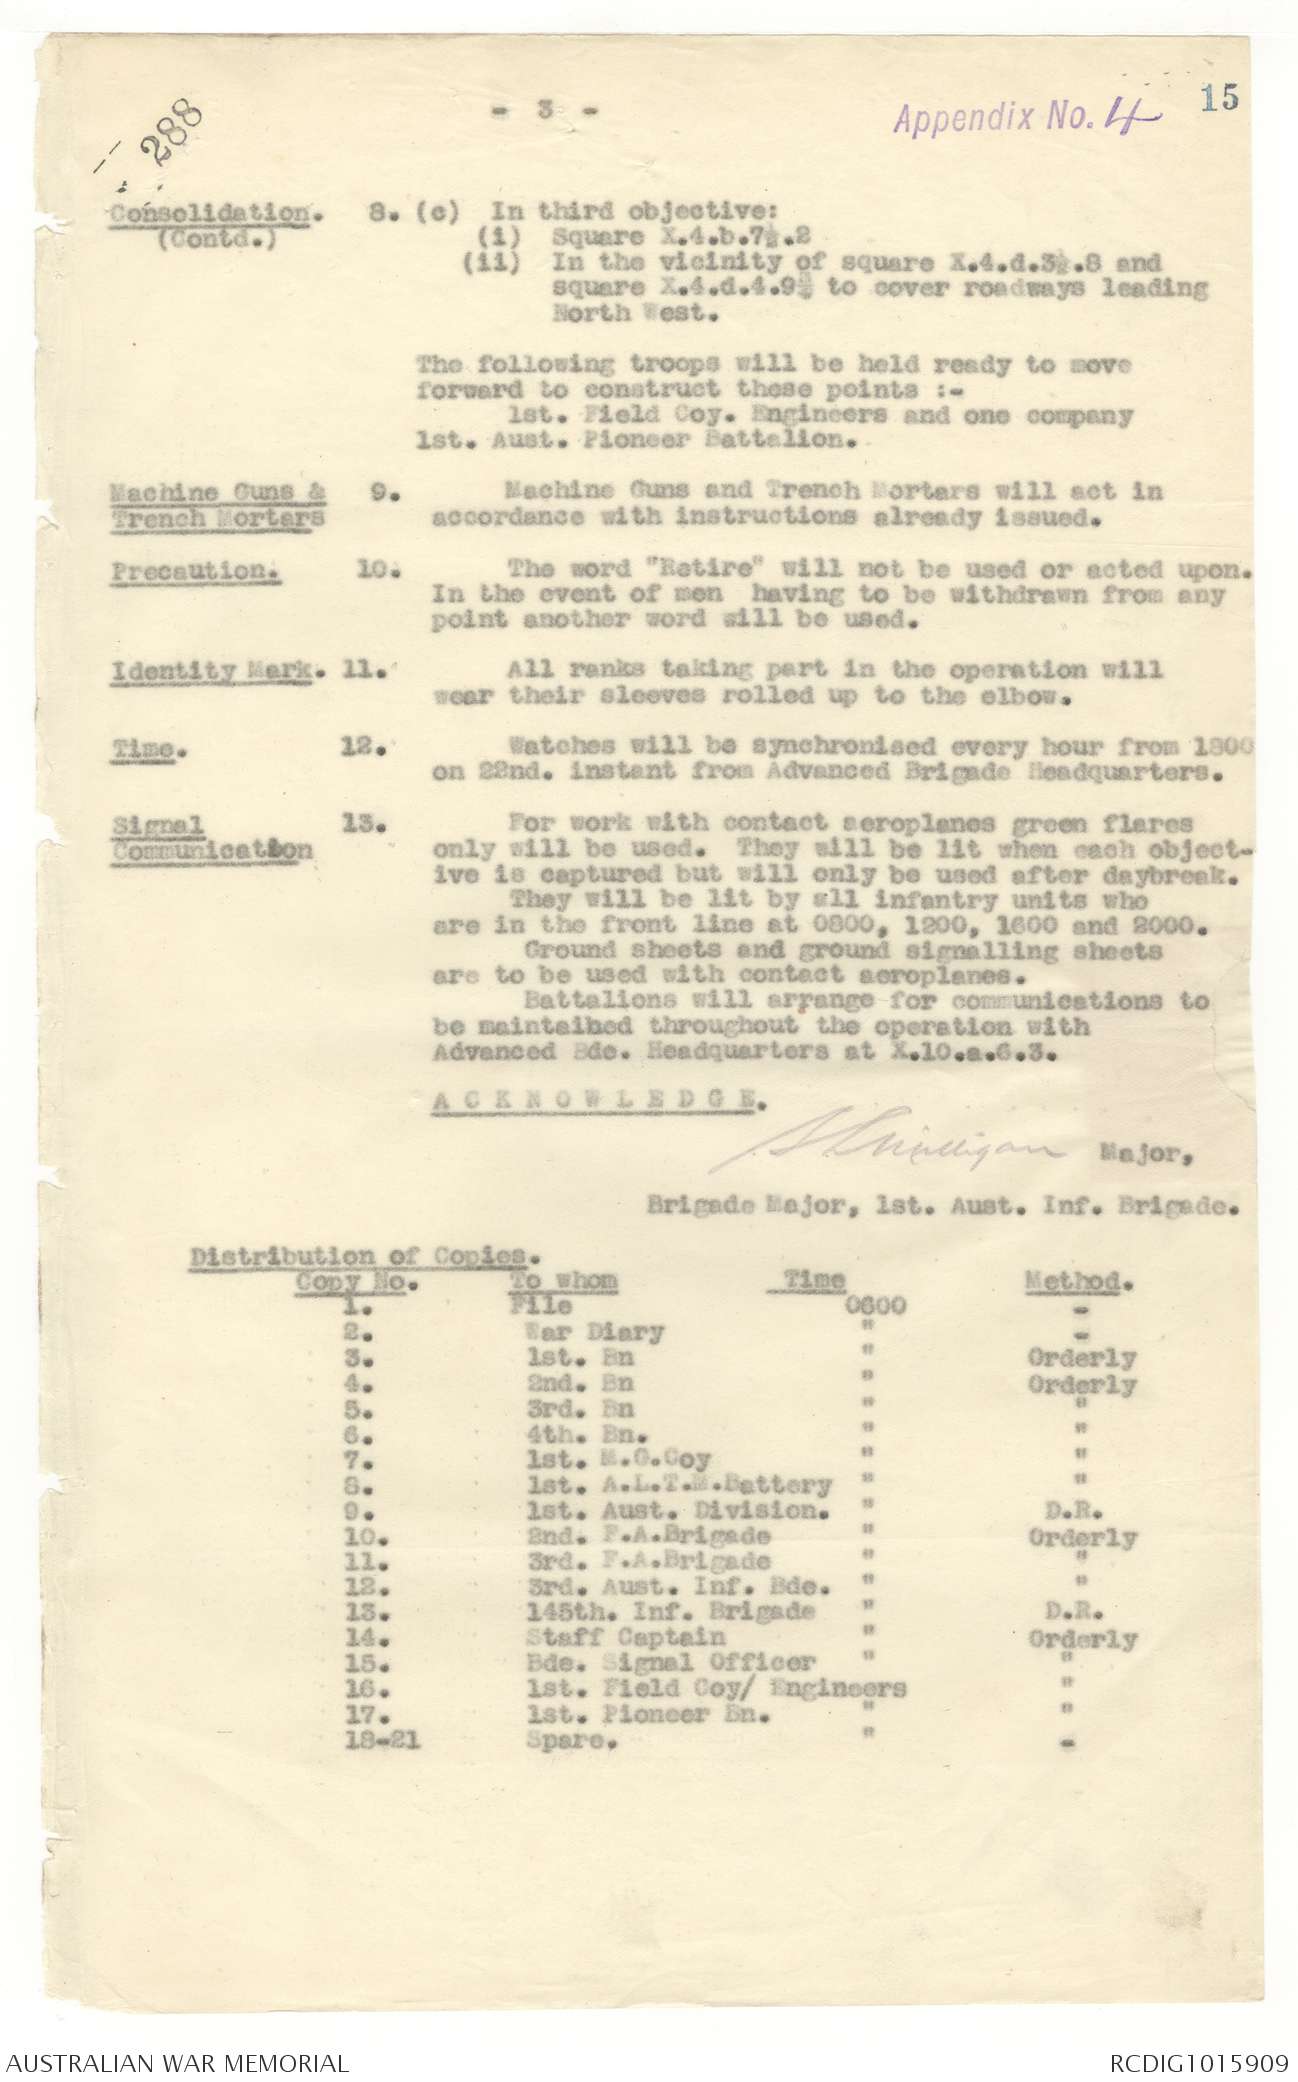 288
- 3 -
Appendix No. 4
15
Consolidation. 8. (c) In third objective:
(Contd.) (i) Square X.4.b.7½.2
(ii) In the vicinity of square X.4.d.3½.8 and
square X.4.d.4.9½ to cover roadways leading
North West.
The following troops will be held ready to move
forward to construct these points :-
1st. Field Coy. Engineers and one company
1st. Aust. Pioneer Battalion.
Machine Guns & 9. Machine Guns and Trench Mortars will act in
Trench Mortars accordance with instructions already issued.
Precaution. 10. The word "Retire" will not be used or acted upon.
In the event of men having to be withdrawn from any
point another word will be used.
Identity Mark. 11. All ranks taking part in the operation will
wear their sleeves rolled up to the elbow.
Time. 12. Watches will be synchronised every hour from 1800
on 22nd. instant from Advanced Brigade Headquarters.
Signal 13. For work with contact aeroplanes green flares
Communication only will be used. They will be lit when each object-
ive is captured but will only be used after daybreak.
They will be lit by all infantry units who
are in the front line at 0800, 1200, 1600 and 2000.
Ground sheets and ground signalling sheets
are to be used with contact aeroplanes.
Battalions will arrange for communications to
be maintained throughout the operation with
Advanced Bde. Headquarters at X.10.a.6.3.
A C K N O W L E D G E.
Major,
Brigade Major, 1st. Aust. Inf. Brigade.
Distribution of Copies.
Copy No. To whom Time Method.
1. File 0600 -
2. War Diary " -
3. 1st. Bn " Orderly
4. 2nd. Bn " Orderly
5. 3rd. Bn " "
6. 4th. Bn. " "
7. 1st. M.G.Coy " "
8. 1st. A.L.T.M.Battery " "
9. 1st. Aust. Division. " D.R.
10. 2nd. F.A.Brigade " Orderly
11. 3rd. F.A.Brigade " "
12. 3rd. Aust. Inf. Bde. " "
13. 145th. Inf. Brigade " D.R.
14. Staff Captain " Orderly
15. Bde. Signal Officer " "
16. 1st. Field Coy/ Engineers "
17. 1st. Pioneer Bn. " "
18-21 Spare. " -
AUSTRALIAN WAR MEMORIAL
RCDIG1015909